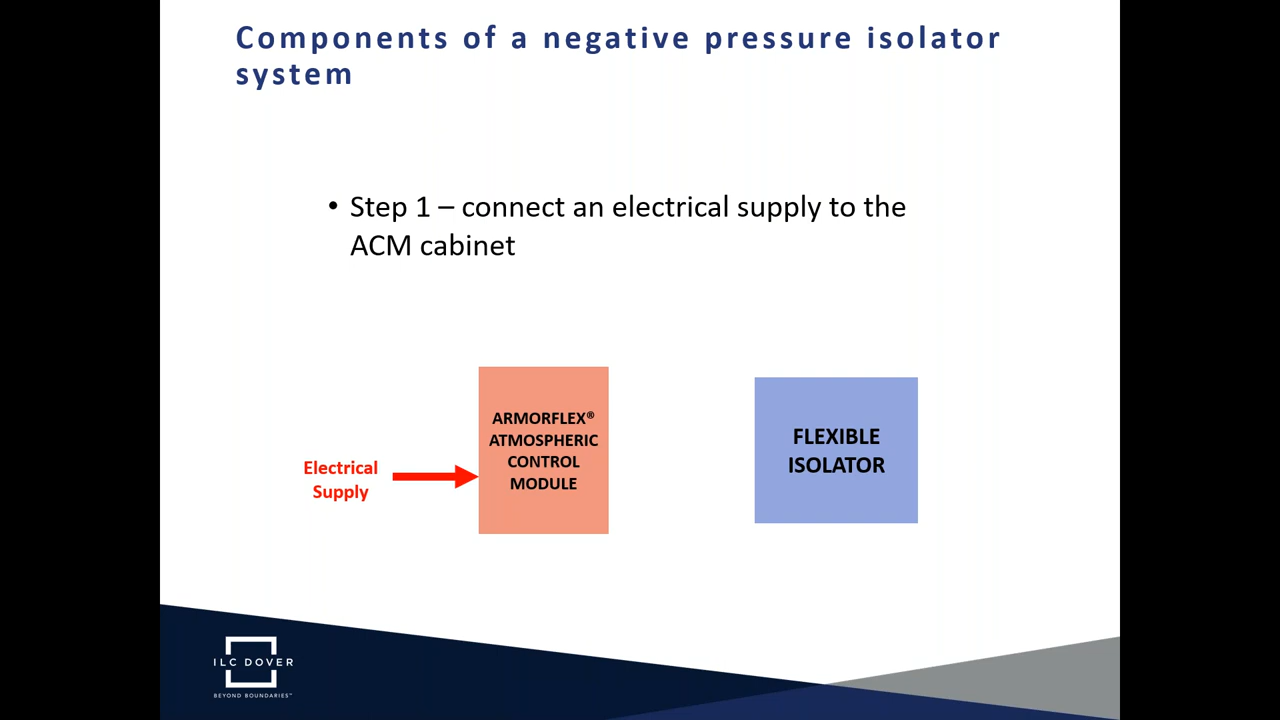 Components of a negative pressure isolator
system
• Step 1 – connect an electrical supply to the
ACM cabinet
ARMORFLEX®
ATMOSPHERIC
CONTROL
MODULE
Electrical
Supply
FLEXIBLE
ISOLATOR
ILC DOVER
BEYOND BOUNDARIES™